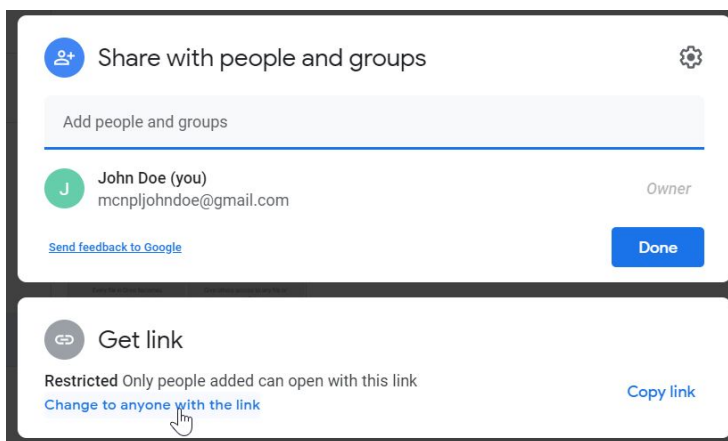 Share with people and groups
Add people and groups
J
John Doe (you)
mcnpljohndoe@gmail.com
Owner
Send feedback to Google
Done
Get link
Restricted Only people added can open with this link
Change to anyone with the link
Copy link